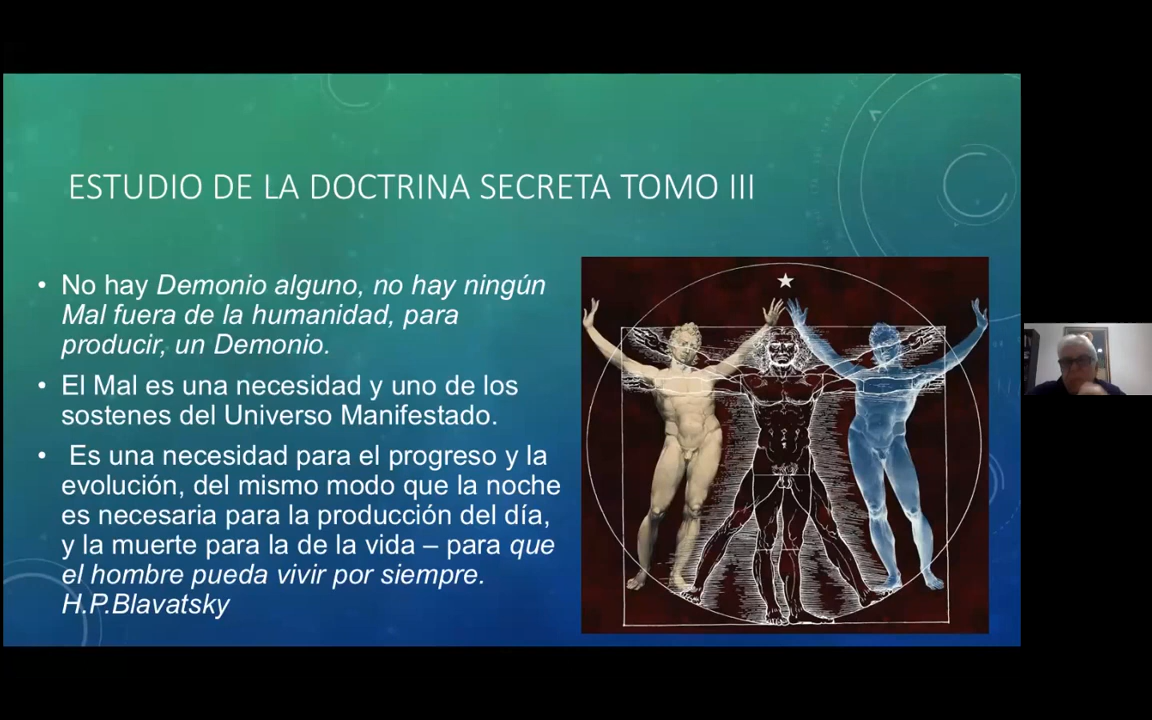 ESTUDIO DE LA DOCTRINA SECRETA TOMO III
• No hay Demonio alguno, no hay ningún
Mal fuera de la humanidad, para
producir, un Demonio.
• El Mal es una necesidad y uno de los
sostenes del Universo Manifestado.
• Es una necesidad para el progreso y la
evolución, del mismo modo que la noche
es necesaria para la producción del día,
y la muerte para la de la vida – para que
el hombre pueda vivir por siempre.
H.P.Blavatsky